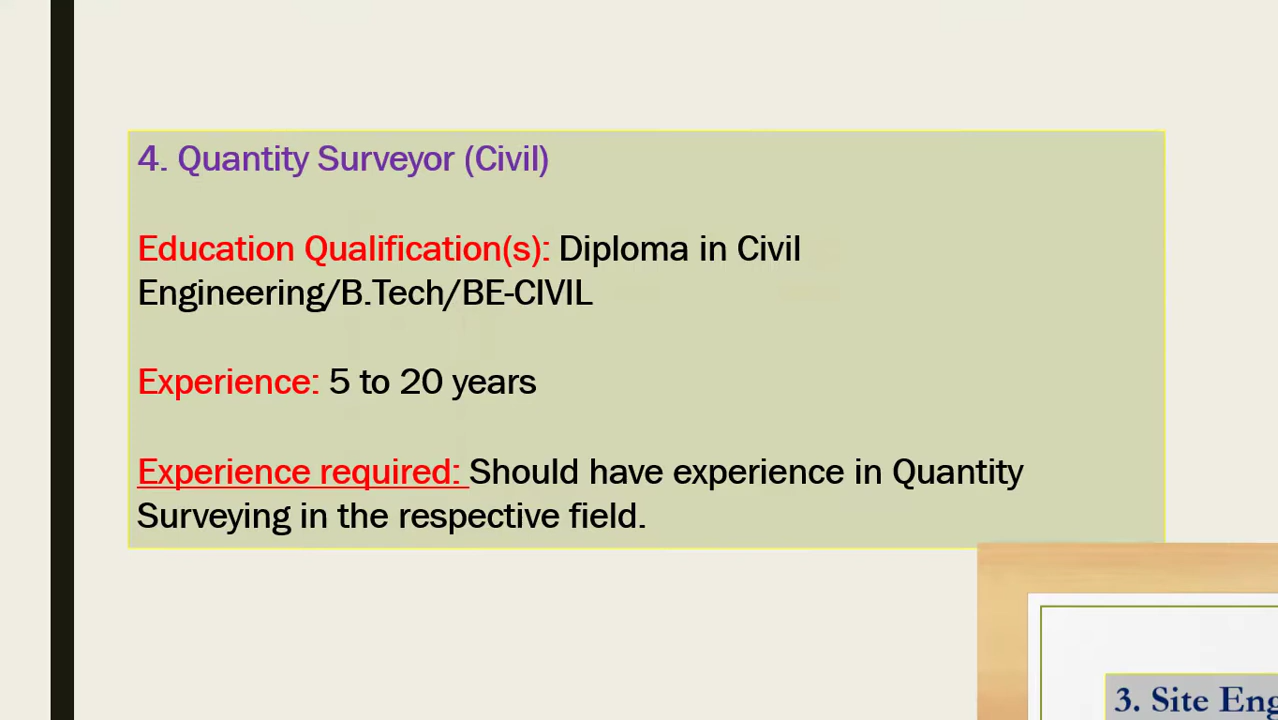 4. Quantity Surveyor (Civil)
Education Qualification(s): Diploma in Civil
Engineering/B.Tech/BE-CIVIL
Experience: 5 to 20 years
Experience required: Should have experience in Quantity
Surveying in the respective field.
3. Site Eng